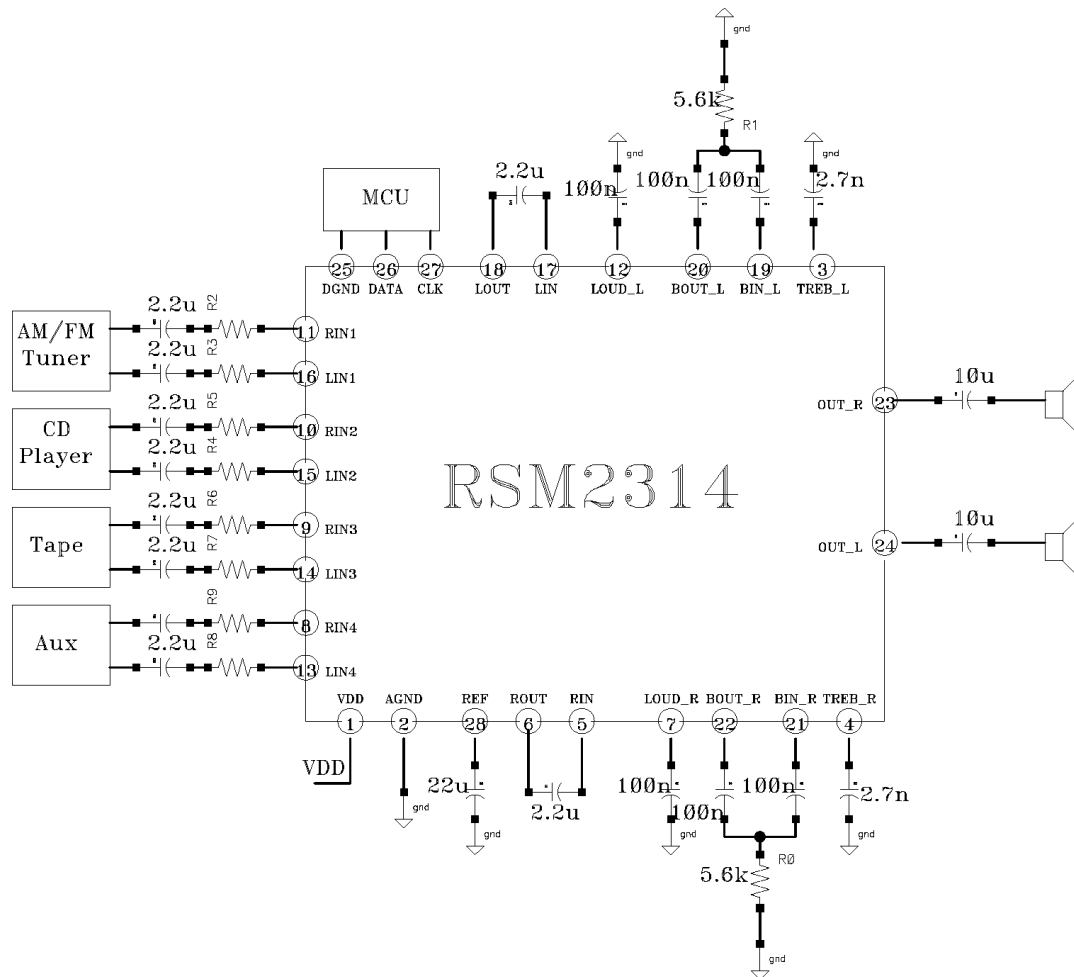 gnd
5.6k
R1
gnd
gnd
2.2u
100n
100n
100n
2.7n
MCU
25
26
27
18
17
12
20
19
3
DGND
DATA
CLK
LOUT
LIN
LOUD_L
BOUT_L
BIN_L
TREB_L
AM/FM
Tuner
2.2u
R2
11
RIN1
2.2u
R3
16
LIN1
CD
Player
2.2u
R5
10
RIN2
2.2u
R4
15
LIN2
Tape
2.2u
R6
9
RIN3
2.2u
R7
14
LIN3
Aux
R9
8
RIN4
2.2u
R8
13
LIN4
RSM2314
OUT_R
23
10u
OUT_L
24
10u
VDD
AGND
REF
ROUT
RIN
LOUD_R
BOUT_R
BIN_R
TREB_R
1
2
28
6
5
7
22
21
4
VDD
gnd
22u
gnd
2.2u
100n
gnd
100n
100n
2.7n
gnd
R0
5.6k
gnd